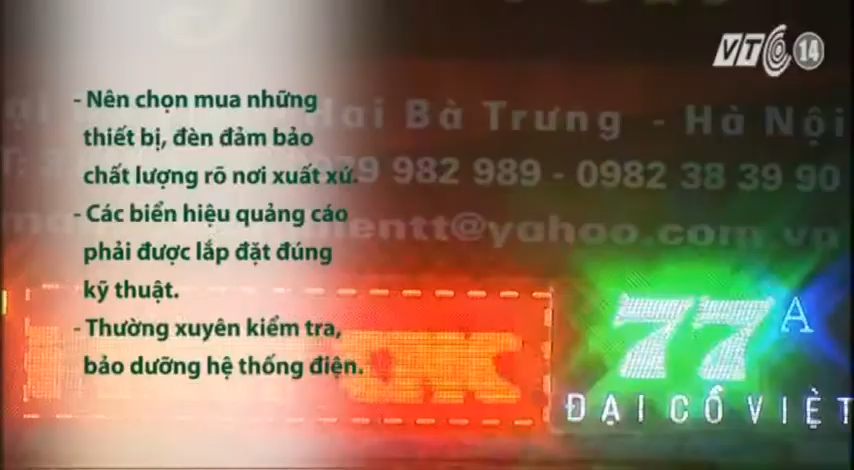 VTC 14
- Nên chọn mua những
thiết bị, đèn đảm bảo
chất lượng rõ nơi xuất xứ.
- Các biển hiệu quảng cáo
phải được lắp đặt đúng
kỹ thuật.
- Thường xuyên kiểm tra,
bảo dưỡng hệ thống điện.
Hai Bà Trưng - Hà Nội
982 989 - 0982 38 39 90
@yahoo.com.vn
77A
ĐẠI CỒ VIỆT